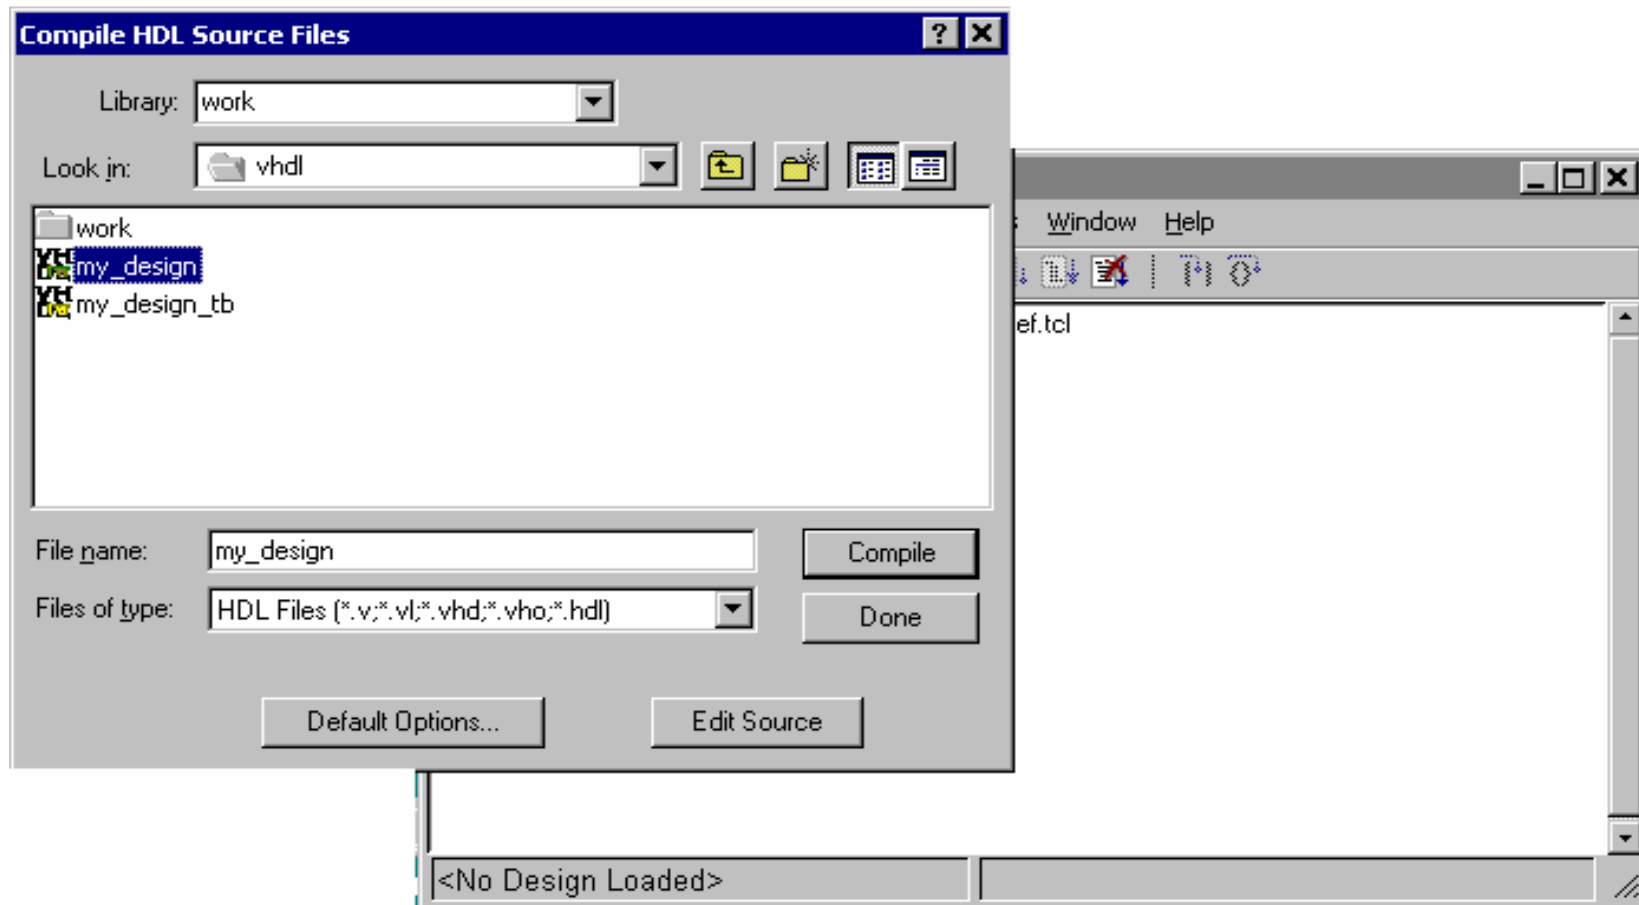 Compile HDL Source Files
Library: work
Look in: vhdl
work
my_design
my_design_tb
File name: my_design
Compile
Files of type: HDL Files (*.v;*.vl;*.vhd;*.vho;*.hdl)
Done
Default Options...
Edit Source
Window Help
ef.tcl
<No Design Loaded>